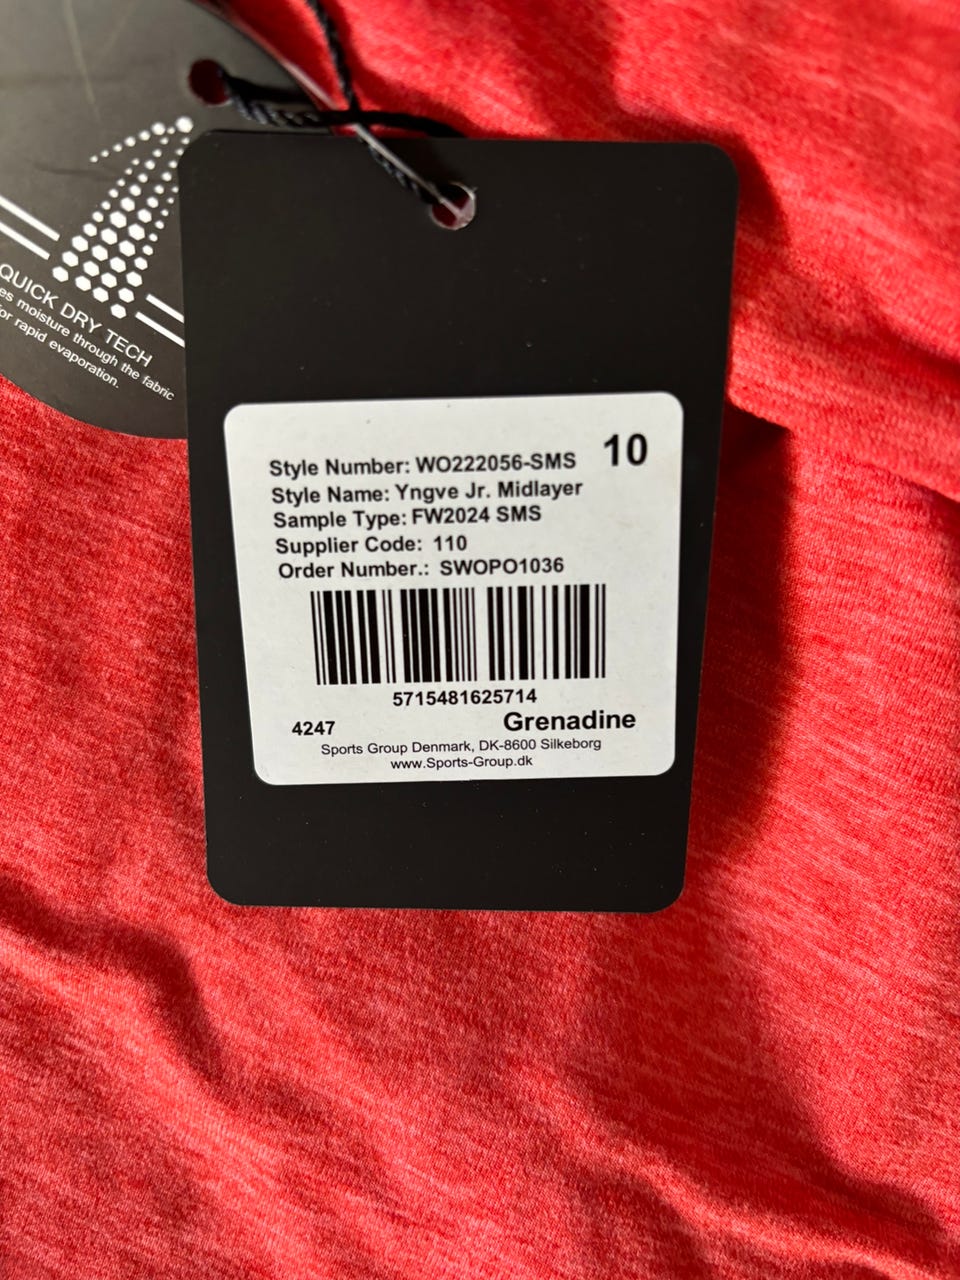 QUICK DRY TECH
es moisture through the fabric
for rapid evaporation.
10
Style Number: WO222056-SMS
Style Name: Yngve Jr. Midlayer
Sample Type: FW2024 SMS
Supplier Code: 110
Order Number.: SWOPO1036
5715481625714
4247 Grenadine
Sports Group Denmark, DK-8600 Silkeborg
www.Sports-Group.dk